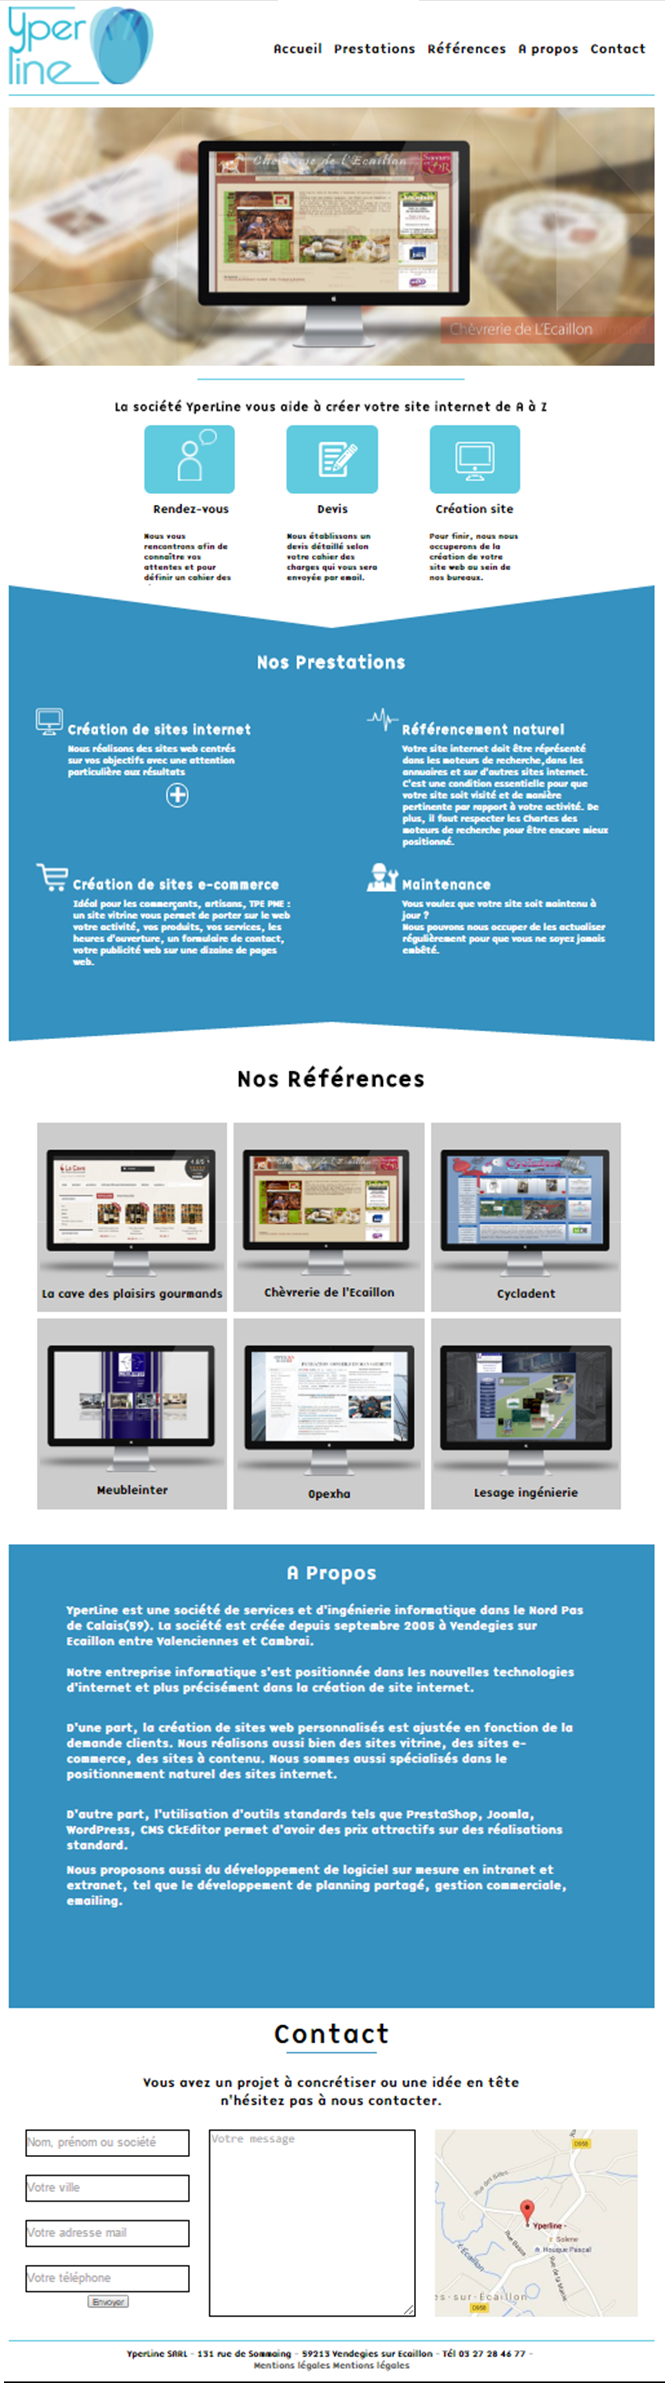 Yper
line
Accueil Prestations Références A propos Contact
Chèvrerie de l'Ecaillon
Chèvrerie de L'Ecaillon
La société YperLine vous aide à créer votre site internet de A à Z
Rendez-vous
Nous vous
rencontrons afin de
connaître vos
attentes et pour
définir un cahier des
Devis
Nous établissons un
devis détaillé selon
votre cahier des
charges qui vous sera
envoyée par email.
Création site
Pour finir, nous nous
occuperons de la
création de votre
site web au sein de
nos bureaux.
Nos Prestations
Création de sites internet
Nous réalisons des sites web centrés
sur vos objectifs avec une attention
particulière aux résultats
Référencement naturel
Votre site internet doit être réprésenté
dans les moteurs de recherche,dans les
annuaires et sur d'autres sites internet.
C'est une condition essentielle pour que
votre site soit visité et de manière
pertinente par rapport à votre activité. De
plus, il faut respecter les Chartes des
moteurs de recherche pour être encore mieux
positionné.
Création de sites e-commerce
Idéal pour les commerçants, artisans, TPE PME :
un site vitrine vous permet de porter sur le web
votre activité, vos produits, vos services, les
heures d'ouverture, un formulaire de contact,
votre publicité web sur une dizaine de pages
web.
Maintenance
Vous voulez que votre site soit maintenu à
jour ?
Nous pouvons nous occuper de les actualiser
régulièrement pour que vous ne soyez jamais
embêté.
Nos Références
La Cave
La cave des plaisirs gourmands
Chèvrerie de l'Ecaillon
Cycladent
Cycladent
Meubleinter
Opexha
Lesage ingénierie
A Propos
YperLine est une société de services et d'ingénierie informatique dans le Nord Pas
de Calais(59). La société est créée depuis septembre 2005 à Vendegies sur
Ecaillon entre Valenciennes et Cambrai.
Notre entreprise informatique s'est positionnée dans les nouvelles technologies
d'internet et plus précisément dans la création de site internet.
D'une part, la création de sites web personnalisés est ajustée en fonction de la
demande clients. Nous réalisons aussi bien des sites vitrine, des sites e-
commerce, des sites à contenu. Nous sommes aussi spécialisés dans le
positionnement naturel des sites internet.
D'autre part, l'utilisation d'outils standards tels que PrestaShop, Joomla,
WordPress, CMS CkEditor permet d'avoir des prix attractifs sur des réalisations
standard.
Nous proposons aussi du développement de logiciel sur mesure en intranet et
extranet, tel que le développement de planning partagé, gestion commerciale,
emailing.
Contact
Vous avez un projet à concrétiser ou une idée en tête
n'hésitez pas à nous contacter.
Nom, prénom ou société
Votre ville
Votre adresse mail
Votre téléphone
Envoyer
Votre message
D958
Rue des Billes
Yperline -
Solene
Houque Pascal
Rue Basse
Rue de la Mairie
L'Écaillon
es-sur-Écaillon
D958
YperLine SARL - 131 rue de Sommaing - 59213 Vendegies sur Ecaillon - Tél 03 27 28 46 77 -
Mentions légales Mentions légales